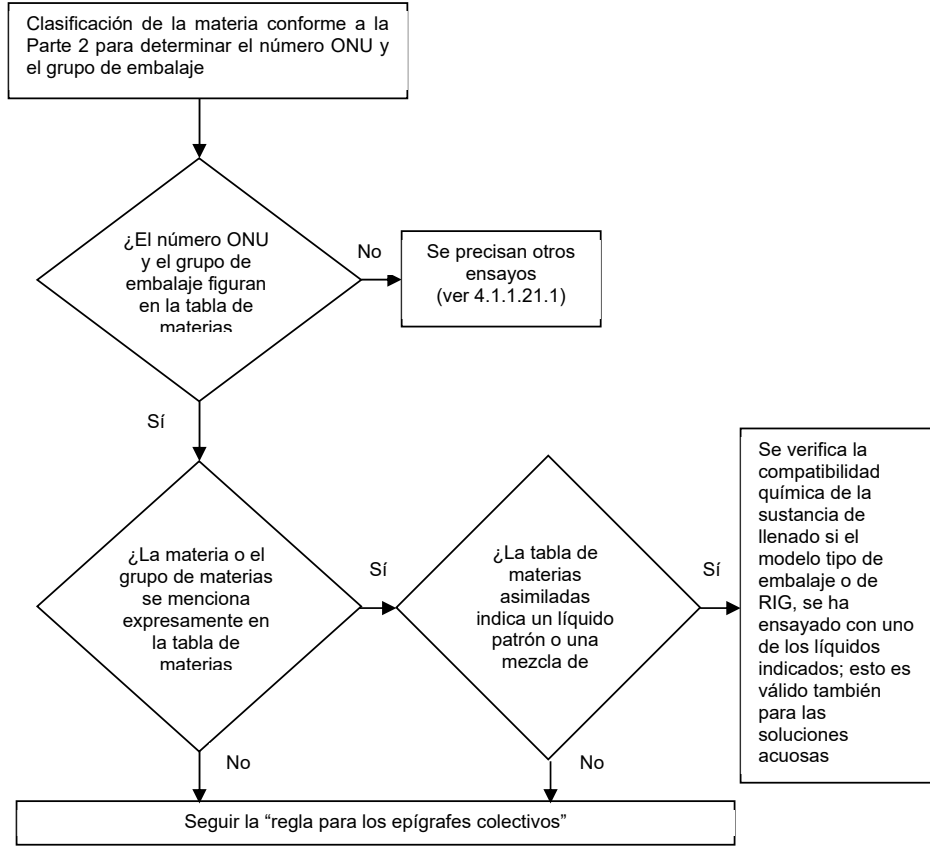 Clasificación de la materia conforme a la
Parte 2 para determinar el número ONU y
el grupo de embalaje
¿El número ONU
y el grupo de
embalaje figuran
en la tabla de
materias
No
Se precisan otros
ensayos
(ver 4.1.1.21.1)
Sí
¿La materia o el
grupo de materias
se menciona
expresamente en
la tabla de
materias
Sí
¿La tabla de
materias
asimiladas
indica un líquido
patrón o una
mezcla de
Sí
Se verifica la
compatibilidad
química de la
sustancia de
llenado si el
modelo tipo de
embalaje o de
RIG, se ha
ensayado con uno
de los líquidos
indicados; esto es
válido también
para las
soluciones
acuosas
No
No
Seguir la “regla para los epígrafes colectivos”